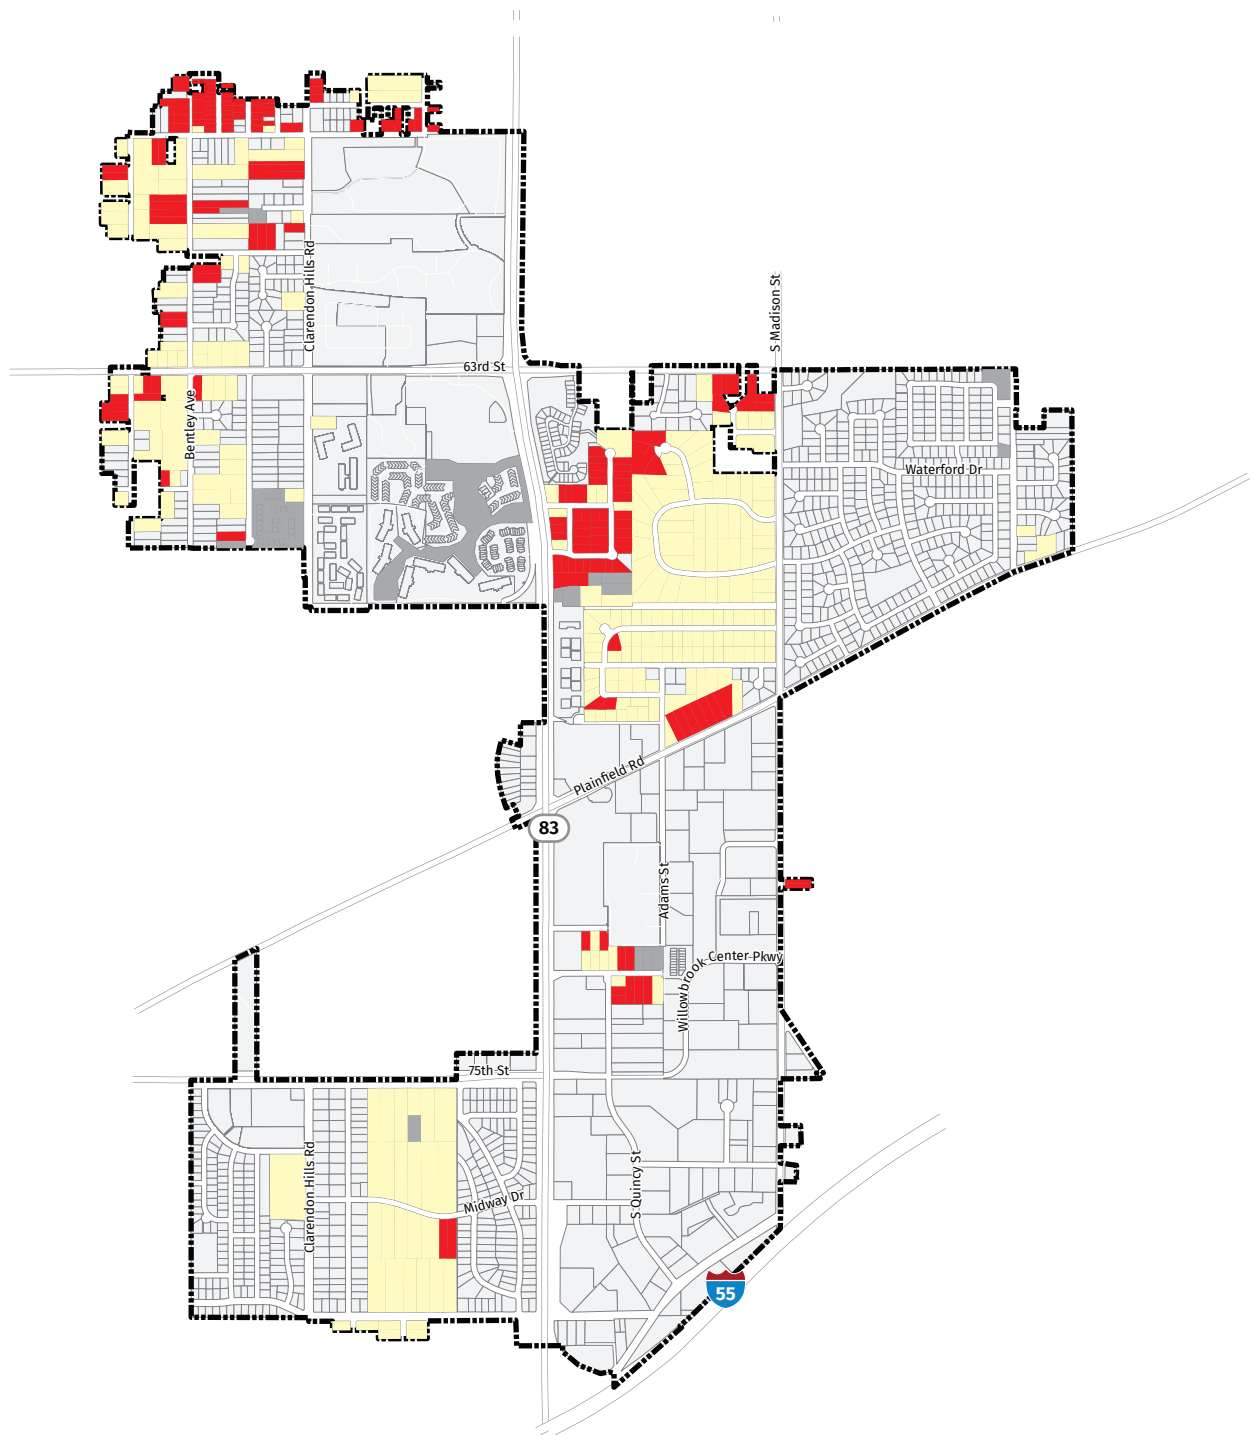 Clarendon Hills Rd
S Madison St
63rd St
Bentley Ave
Waterford Dr
Plainfield Rd
83
Adams St
Willowbrook Center Pkwy
75th St
Clarendon Hills Rd
Midway Dr
S Quincy St
55